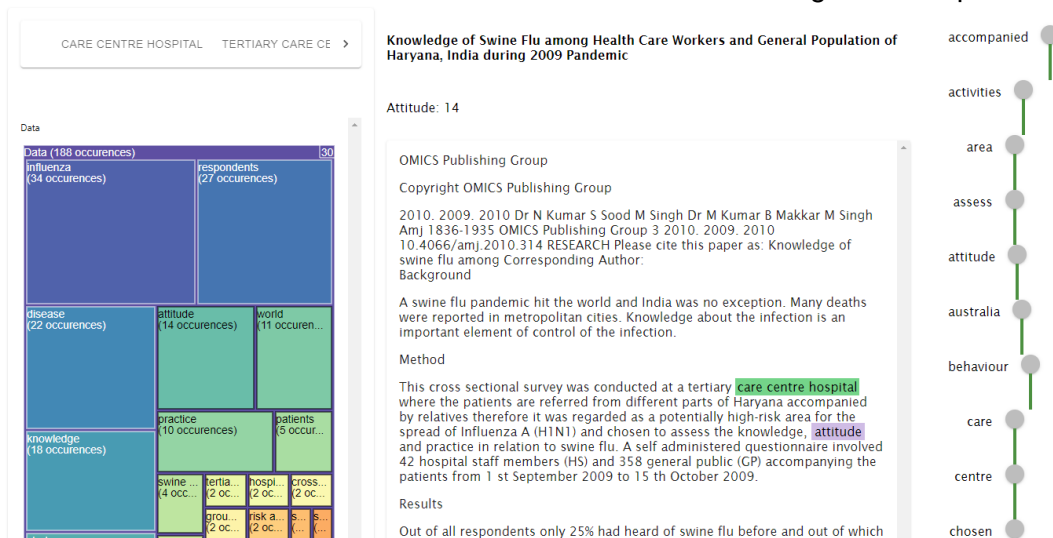 CARE CENTRE HOSPITAL TERTIARY CARE CE
Data
Data (188 occurences) 30
influenza
(34 occurences)
respondents
(27 occurences)
disease
(22 occurences)
attitude
(14 occurences)
world
(11 occuren...
practice
(10 occurences)
patients
(5 occur...
knowledge
(18 occurences)
swine ...
(4 occ...
tertia...
(2 oc...
hospi...
(2 oc...
cross...
(2 oc...
grou...
(2 oc...
risk a...
(2 oc...
s...
(...
s...
(...
Knowledge of Swine Flu among Health Care Workers and General Population of
Haryana, India during 2009 Pandemic
Attitude: 14
OMICS Publishing Group
Copyright OMICS Publishing Group
2010. 2009. 2010 Dr N Kumar S Sood M Singh Dr M Kumar B Makkar M Singh
Amj 1836-1935 OMICS Publishing Group 3 2010. 2009. 2010
10.4066/amj.2010.314 RESEARCH Please cite this paper as: Knowledge of
swine flu among Corresponding Author:
Background
A swine flu pandemic hit the world and India was no exception. Many deaths
were reported in metropolitan cities. Knowledge about the infection is an
important element of control of the infection.
Method
This cross sectional survey was conducted at a tertiary care centre hospital
where the patients are referred from different parts of Haryana accompanied
by relatives therefore it was regarded as a potentially high-risk area for the
spread of Influenza A (H1N1) and chosen to assess the knowledge, attitude
and practice in relation to swine flu. A self administered questionnaire involved
42 hospital staff members (HS) and 358 general public (GP) accompanying the
patients from 1 st September 2009 to 15 th October 2009.
Results
Out of all respondents only 25% had heard of swine flu before and out of which
accompanied
activities
area
assess
attitude
australia
behaviour
care
centre
chosen